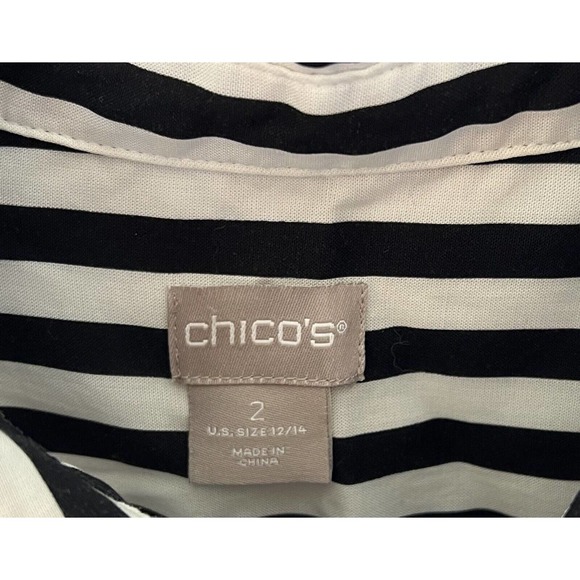 chico's®
2
U.S. SIZE 12/14
MADE IN
CHINA